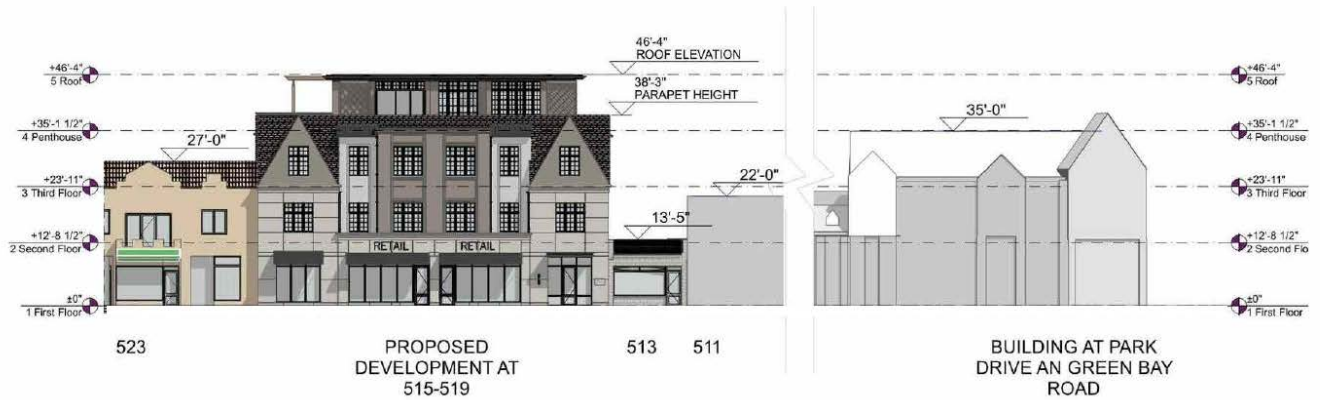 46'-4"
ROOF ELEVATION
+46'-4"
5 Roof
38'-3"
PARAPET HEIGHT
+46'-4"
5 Roof
+35'-1 1/2"
4 Penthouse
27'-0"
35'-0"
+35'-1 1/2"
4 Penthouse
+23'-11"
3 Third Floor
22'-0"
+23'-11"
3 Third Floor
13'-5"
+12'-8 1/2"
2 Second Floor
RETAIL RETAIL
+12'-8 1/2"
2 Second Flo
±0"
1 First Floor
±0"
1 First Floor
523
PROPOSED
DEVELOPMENT AT
515-519
513
511
BUILDING AT PARK
DRIVE AN GREEN BAY
ROAD